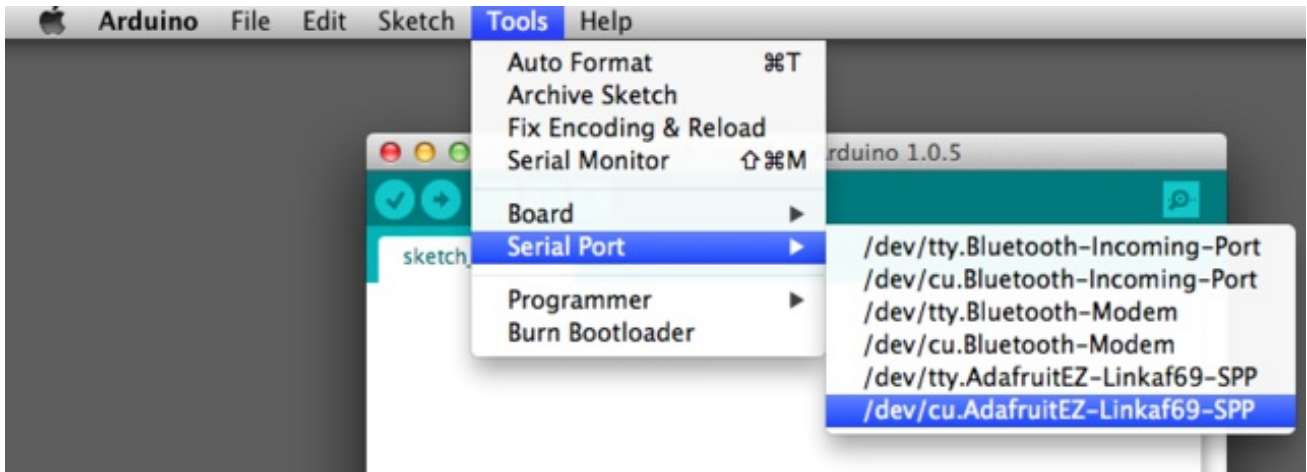 Arduino File Edit Sketch Tools Help
Auto Format ⌘T
Archive Sketch
Fix Encoding & Reload
Serial Monitor ⇧⌘M
Board
Serial Port
Programmer
Burn Bootloader
1.0.5
/dev/tty.Bluetooth-Incoming-Port
/dev/cu.Bluetooth-Incoming-Port
/dev/tty.Bluetooth-Modem
/dev/cu.Bluetooth-Modem
/dev/tty.AdafruitEZ-Linkaf69-SPP
/dev/cu.AdafruitEZ-Linkaf69-SPP